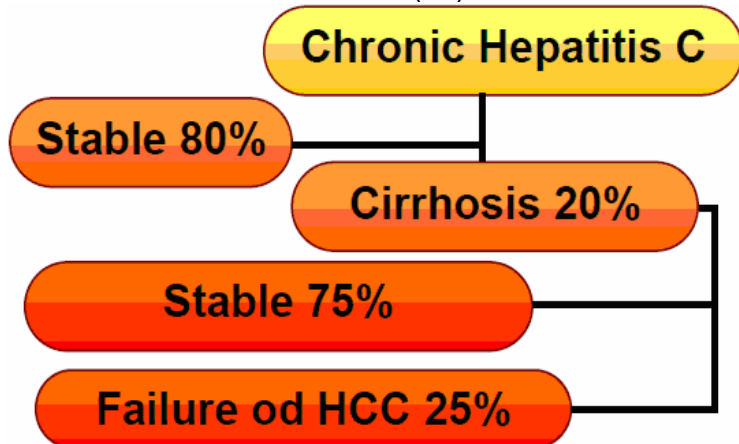 Chronic Hepatitis C
Stable 80%
Cirrhosis 20%
Stable 75%
Failure od HCC 25%